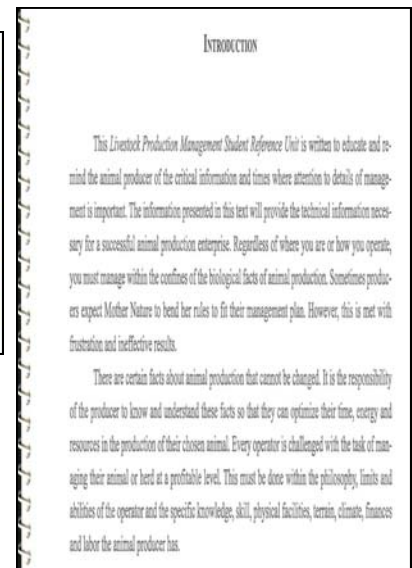 INTRODUCTION
This Livestock Production Management Student Reference Unit is written to educate and re-
mind the animal producer of the critical information and times where attention to details of manage-
ment is important. The information presented in this text will provide the technical information neces-
sary for a successful animal production enterprise. Regardless of where you are or how you operate,
you must manage within the confines of the biological facts of animal production. Sometimes produc-
ers expect Mother Nature to bend her rules to fit their management plan. However, this is met with
frustration and ineffective results.
There are certain facts about animal production that cannot be changed. It is the responsibility
of the producer to know and understand these facts so that they can optimize their time, energy and
resources in the production of their chosen animal. Every operator is challenged with the task of man-
aging their animal or herd at a profitable level. This must be done within the philosophy, limits and
abilities of the operator and the specific knowledge, skill, physical facilities, terrain, climate, finances
and labor the animal producer has.